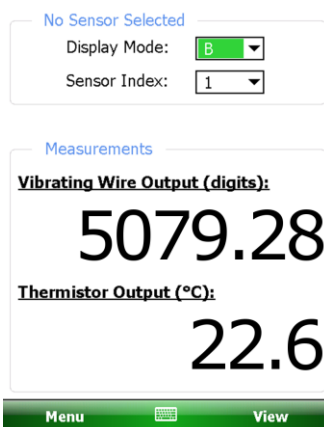 No Sensor Selected
Display Mode: B
Sensor Index: 1
Measurements
Vibrating Wire Output (digits):
5079.28
Thermistor Output (°C):
22.6
Menu View